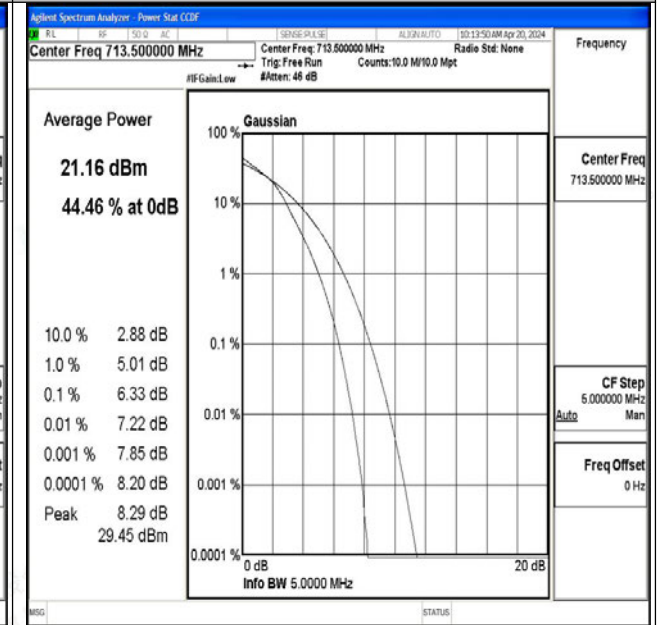 Agilent Spectrum Analyzer - Power Stat CCDF
RL RF 50 Ω AC SENSE:PULSE ALIGN AUTO 10:13:50 AM Apr 20, 2024
Center Freq 713.500000 MHz
Center Freq: 713.500000 MHz Radio Std: None
Trig: Free Run Counts:10.0 M/10.0 Mpt
#IFGain:Low #Atten: 46 dB
Frequency
Average Power
21.16 dBm
44.46 % at 0dB
10.0 % 2.88 dB
1.0 % 5.01 dB
0.1 % 6.33 dB
0.01 % 7.22 dB
0.001 % 7.85 dB
0.0001 % 8.20 dB
Peak 8.29 dB
29.45 dBm
Gaussian
100 %
10 %
1 %
0.1 %
0.01 %
0.001 %
0.0001 %
0 dB 20 dB
Info BW 5.0000 MHz
Center Freq
713.500000 MHz
CF Step
5.000000 MHz
Auto Man
Freq Offset
0 Hz
MSG STATUS